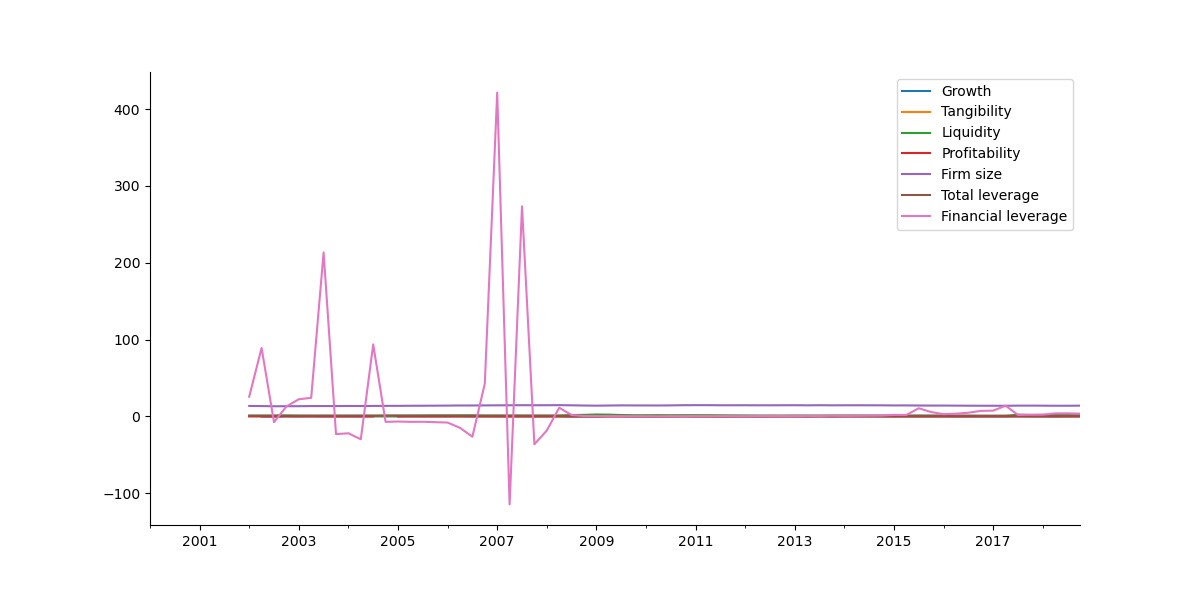 400
300
200
100
0
−100
2001 2003 2005 2007 2009 2011 2013 2015 2017
Growth
Tangibility
Liquidity
Profitability
Firm size
Total leverage
Financial leverage